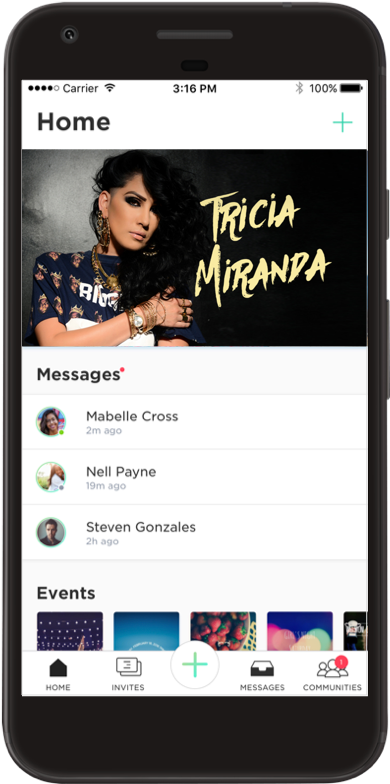 Carrier 3:16 PM 100%
Home
TRICIA
MIRANDA
Messages
Mabelle Cross
2m ago
Nell Payne
19m ago
Steven Gonzales
2h ago
Events
1
HOME INVITES MESSAGES COMMUNITIES